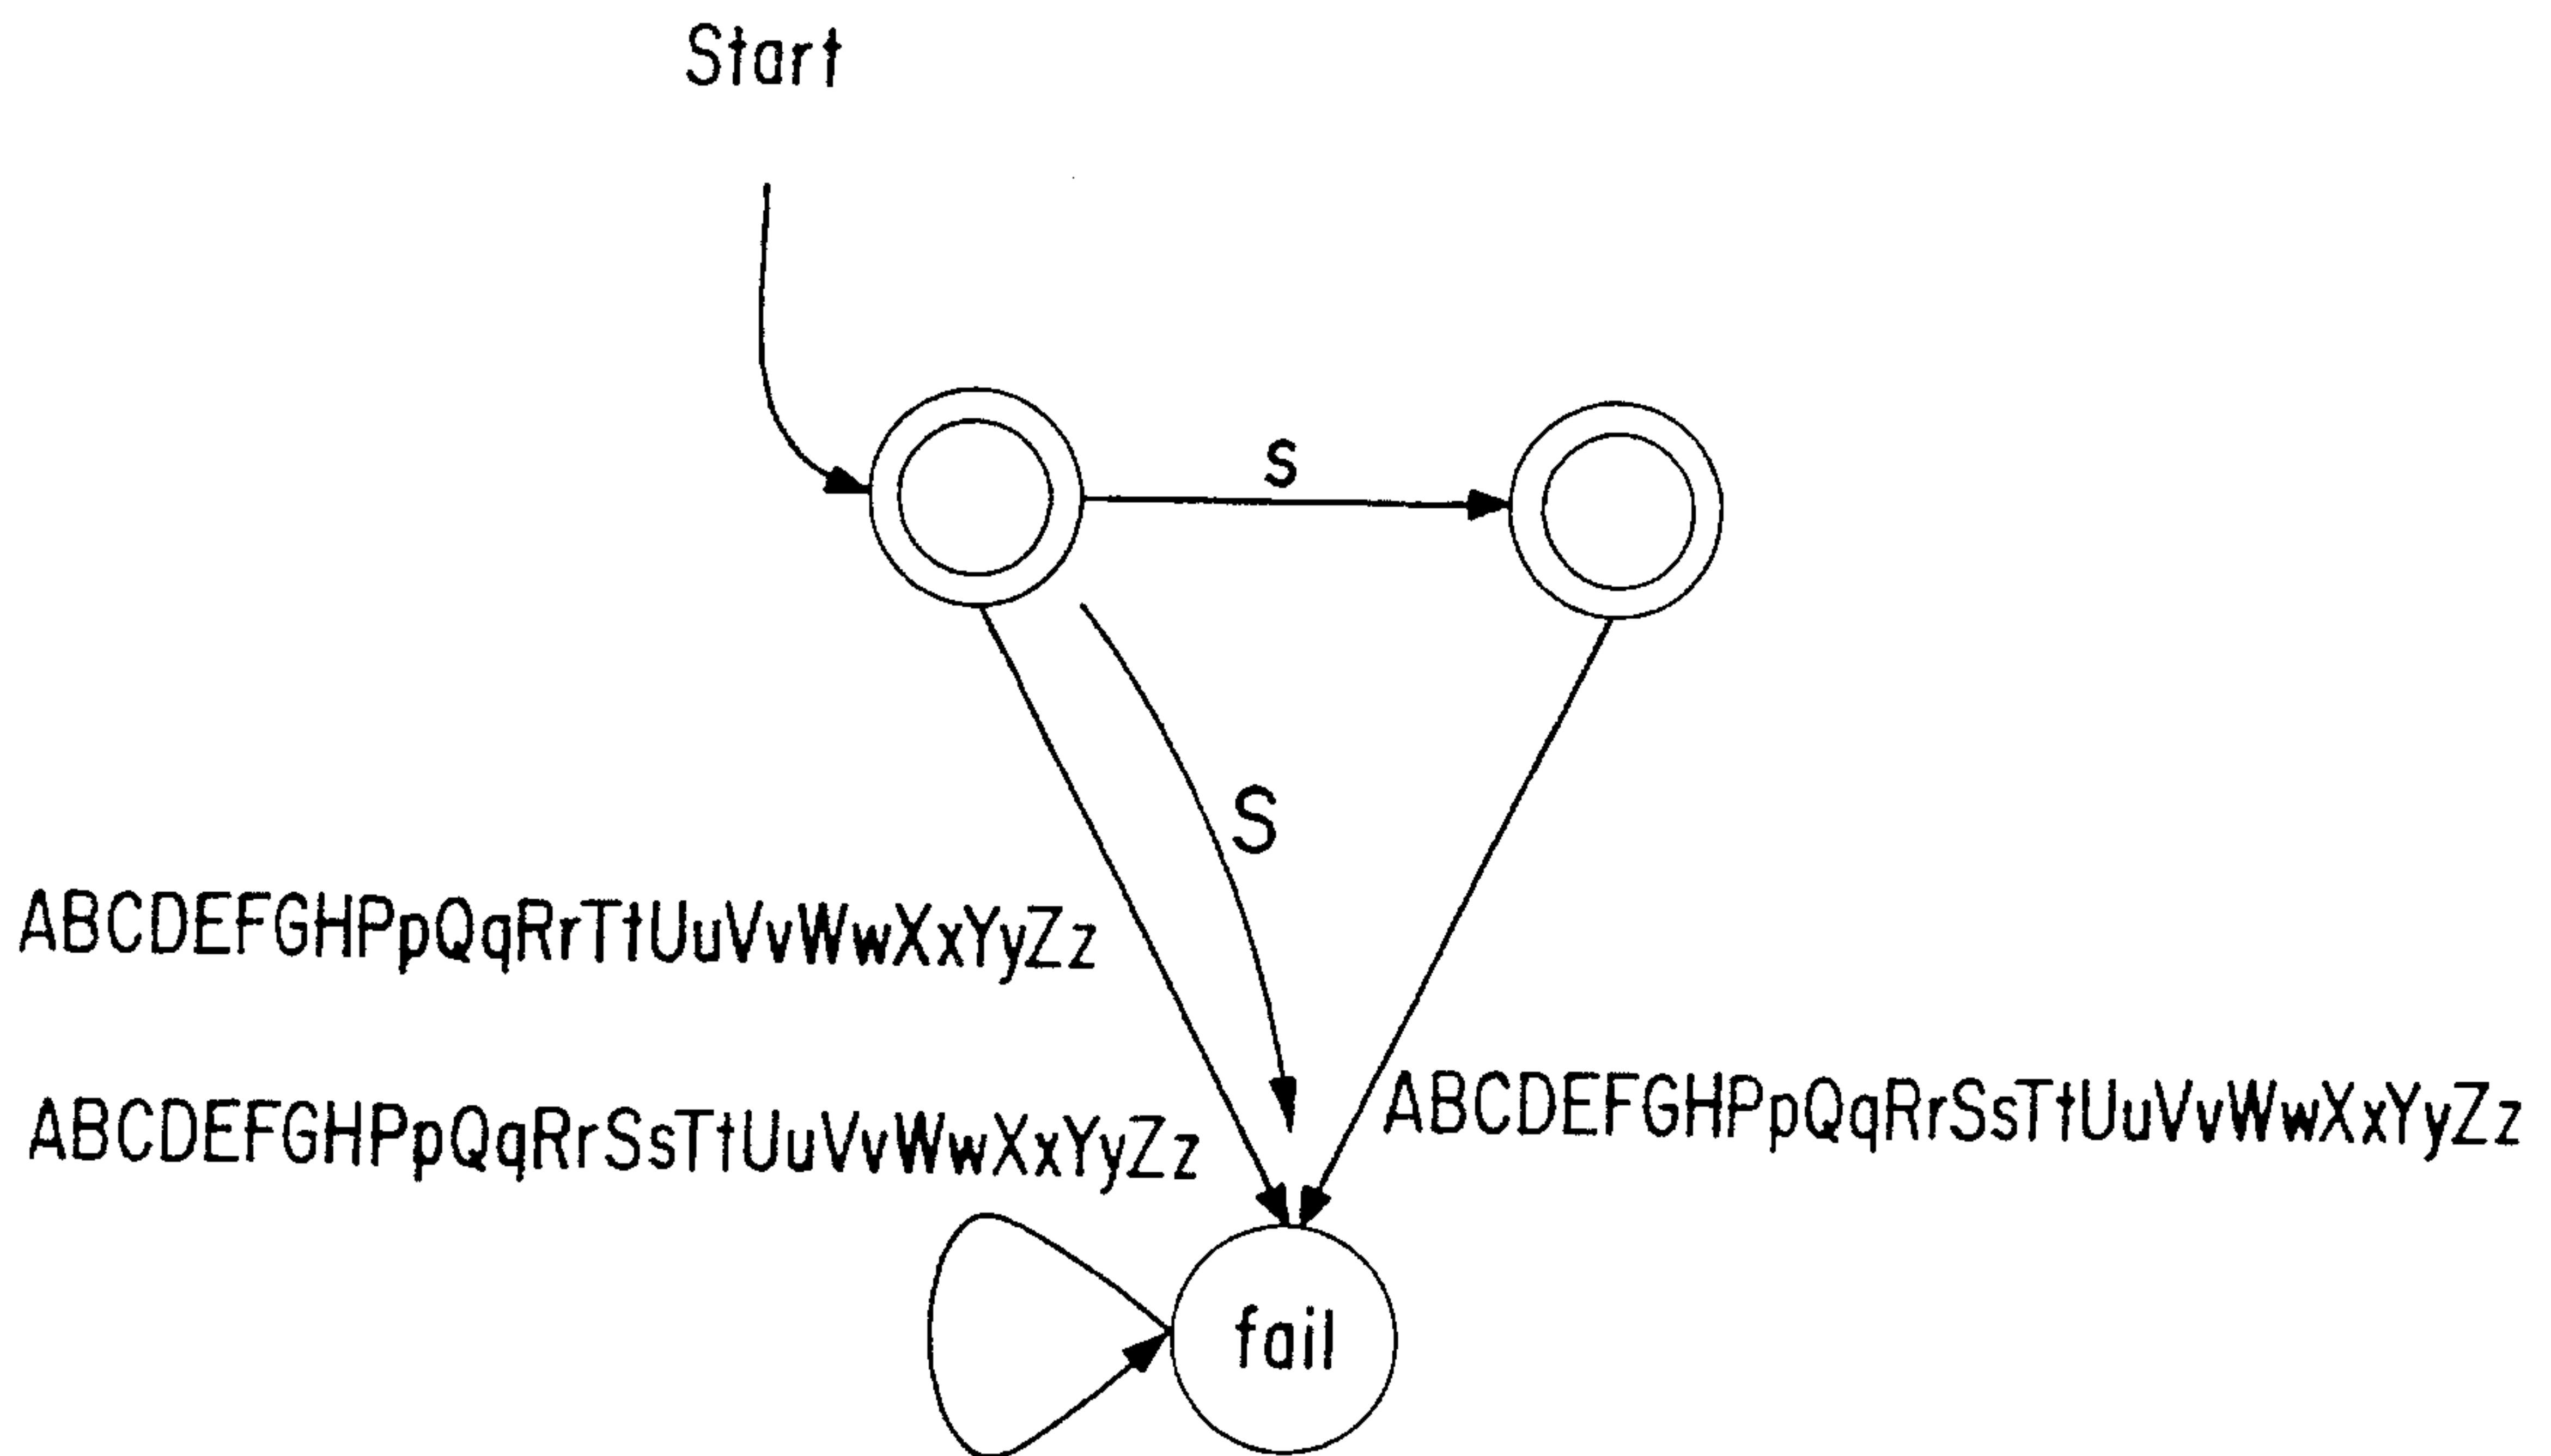 Start
s
S
ABCDEFGHPpQqRrTtUuVvWwXxYyZz
ABCDEFGHPpQqRrSsTtUuVvWwXxYyZz
ABCDEFGHPpQqRrSsTtUuVvWwXxYyZz
fail